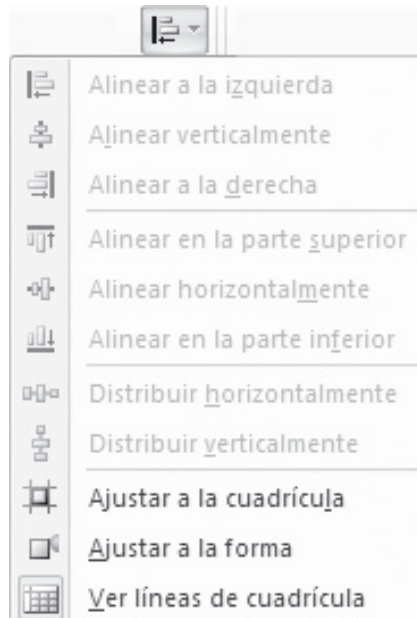 Alinear a la izquierda
Alinear verticalmente
Alinear a la derecha
Alinear en la parte superior
Alinear horizontalmente
Alinear en la parte inferior
Distribuir horizontalmente
Distribuir verticalmente
Ajustar a la cuadrícula
Ajustar a la forma
Ver líneas de cuadrícula